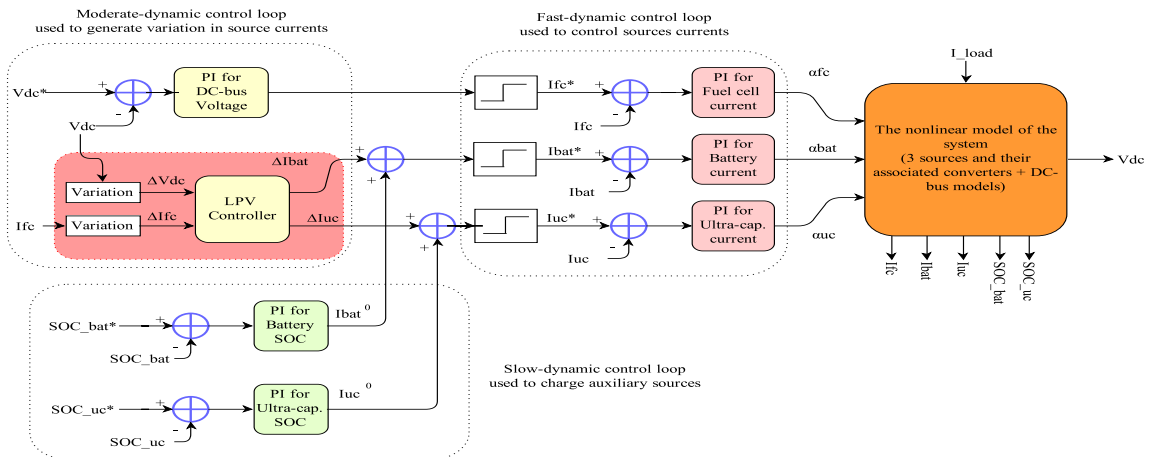 Moderate-dynamic control loop
used to generate variation in source currents
Vdc*
+
-
PI for
DC-bus
Voltage
Vdc
Variation
ΔVdc
Ifc
Variation
ΔIfc
LPV
Controller
ΔIbat
ΔIuc
+
+
+
+
Fast-dynamic control loop
used to control sources currents
Ifc*
+
-
Ifc
PI for
Fuel cell
current
αfc
Ibat*
+
-
Ibat
PI for
Battery
current
αbat
Iuc*
+
-
Iuc
PI for
Ultra-cap.
current
αuc
I_load
The nonlinear model of the
system
(3 sources and their
associated converters + DC-
bus models)
Vdc
Ifc
Ibat
Iuc
SOC_bat
SOC_uc
SOC_bat*
+
-
SOC_bat
PI for
Battery
SOC
Ibat 0
SOC_uc*
+
-
SOC_uc
PI for
Ultra-cap.
SOC
Iuc 0
Slow-dynamic control loop
used to charge auxiliary sources